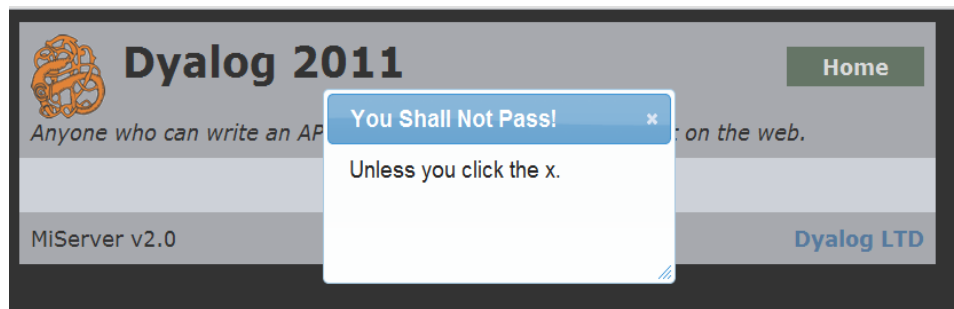 Dyalog 2011
Home
You Shall Not Pass!
×
Anyone who can write an AP
on the web.
Unless you click the x.
MiServer v2.0
Dyalog LTD